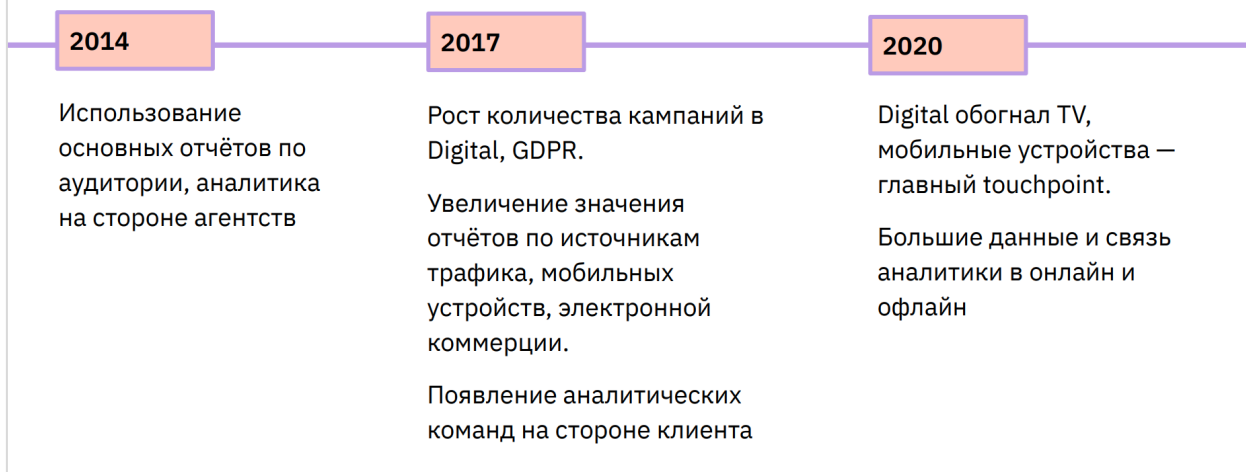 2014
Использование
основных отчётов по
аудитории, аналитика
на стороне агентств
2017
Рост количества кампаний в
Digital, GDPR.
Увеличение значения
отчётов по источникам
трафика, мобильных
устройств, электронной
коммерции.
Появление аналитических
команд на стороне клиента
2020
Digital обогнал TV,
мобильные устройства —
главный touchpoint.
Большие данные и связь
аналитики в онлайн и
офлайн